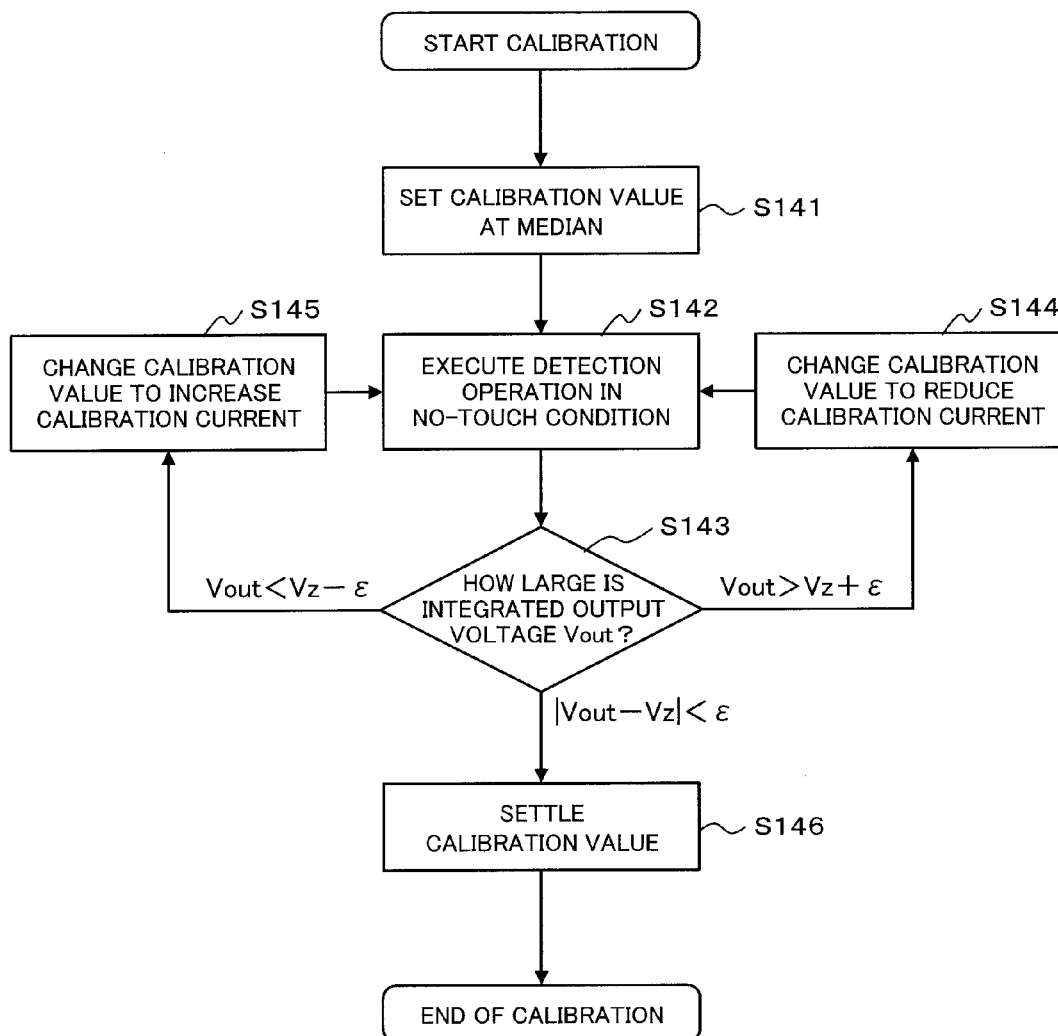 START CALIBRATION
SET CALIBRATION VALUE
AT MEDIAN
S141
S145
S142
S144
CHANGE CALIBRATION
VALUE TO INCREASE
CALIBRATION CURRENT
EXECUTE DETECTION
OPERATION IN
NO-TOUCH CONDITION
CHANGE CALIBRATION
VALUE TO REDUCE
CALIBRATION CURRENT
S143
Vout<Vz-ε
HOW LARGE IS
INTEGRATED OUTPUT
VOLTAGE Vout?
Vout>Vz+ε
|Vout-Vz|<ε
SETTLE
CALIBRATION VALUE
S146
END OF CALIBRATION